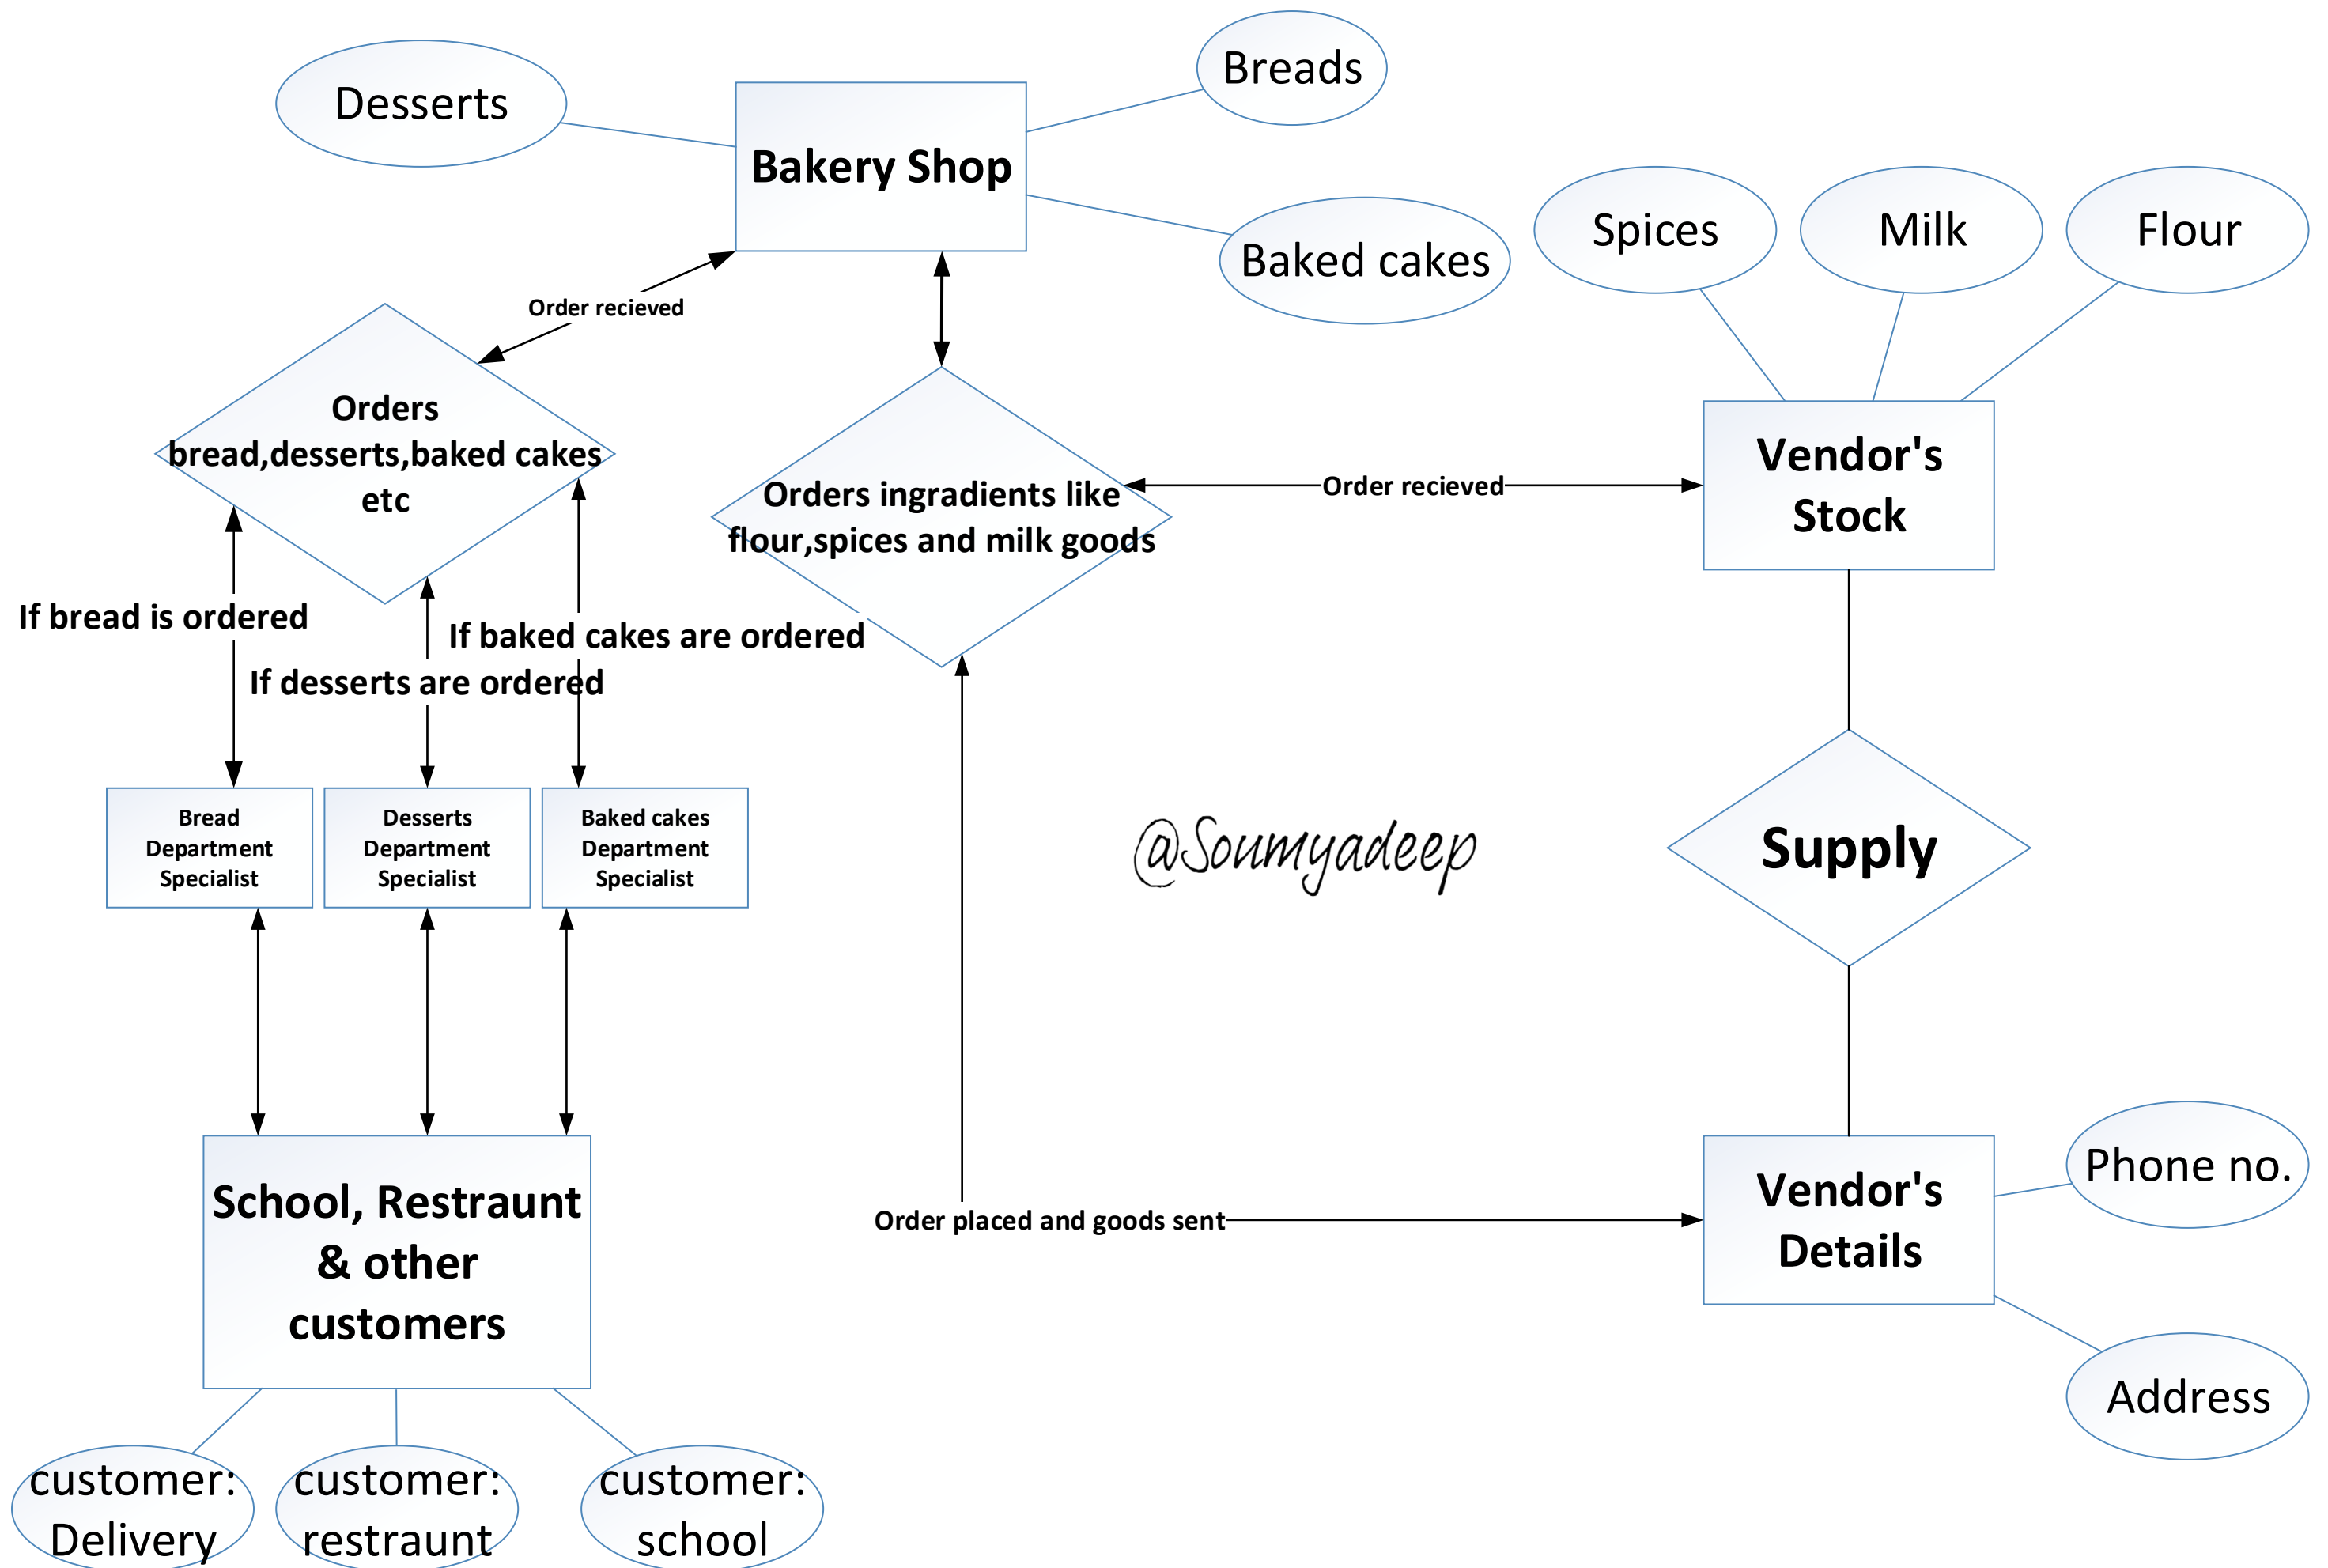 Desserts
Bakery Shop
Breads
Baked cakes
Spices
Milk
Flour
Order recieved
Orders
bread,desserts,baked cakes
etc
Orders ingradients like
flour,spices and milk goods
Order recieved
Vendor's
Stock
If bread is ordered
If baked cakes are ordered
If desserts are ordered
Bread
Department
Specialist
Desserts
Department
Specialist
Baked cakes
Department
Specialist
@Soumyadeep
Supply
School, Restraunt
& other
customers
Order placed and goods sent
Vendor's
Details
Phone no.
Address
customer:
Delivery
customer:
restraunt
customer:
school